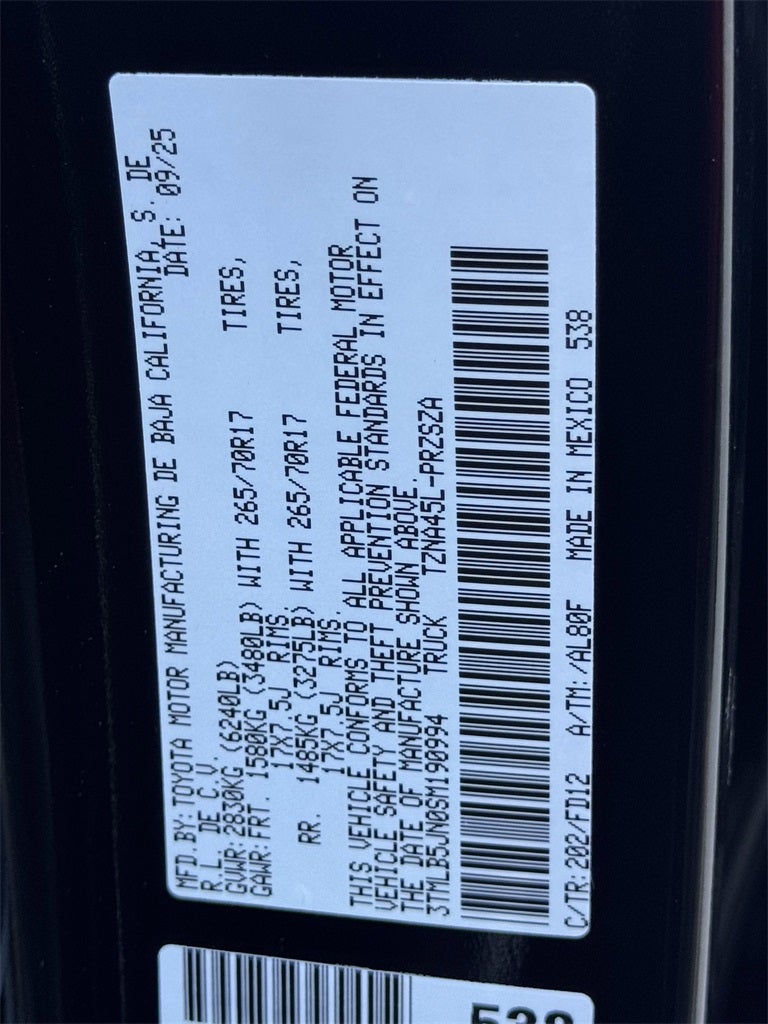 MFD.BY:TOYOTA MOTOR MANUFACTURING DE BAJA CALIFORNIA, S. DE
R.L. DE C.V. DATE: 09/25
GVWR:2830KG (6240LB)
GAWR:FRT. 1580KG (3480LB) WITH 265/70R17 TIRES,
17X7.5J RIMS.
RR. 1485KG (3275LB) WITH 265/70R17 TIRES,
17X7.5J RIMS.
THIS VEHICLE CONFORMS TO ALL APPLICABLE FEDERAL MOTOR
VEHICLE SAFETY AND THEFT PREVENTION STANDARDS IN EFFECT ON
THE DATE OF MANUFACTURE SHOWN ABOVE.
3TMLB5JN0SM190994 TRUCK TZNA45L-PRZSZA
C/TR:202/FD12 A/TM:/AL80F MADE IN MEXICO 538
538